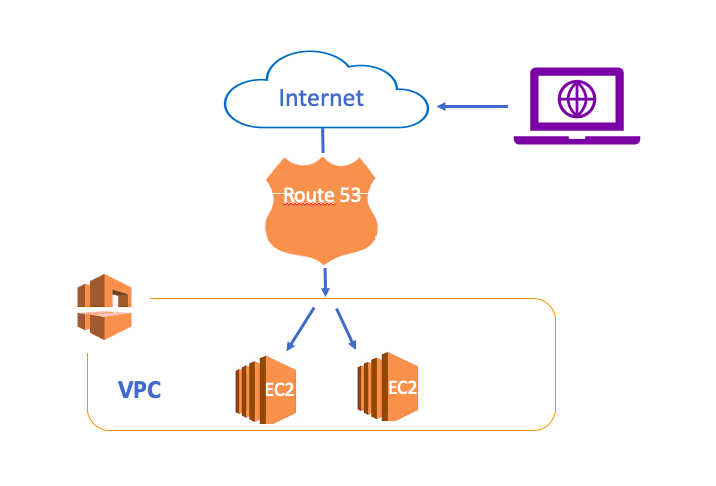 Internet
Route 53
VPC
EC2
EC2